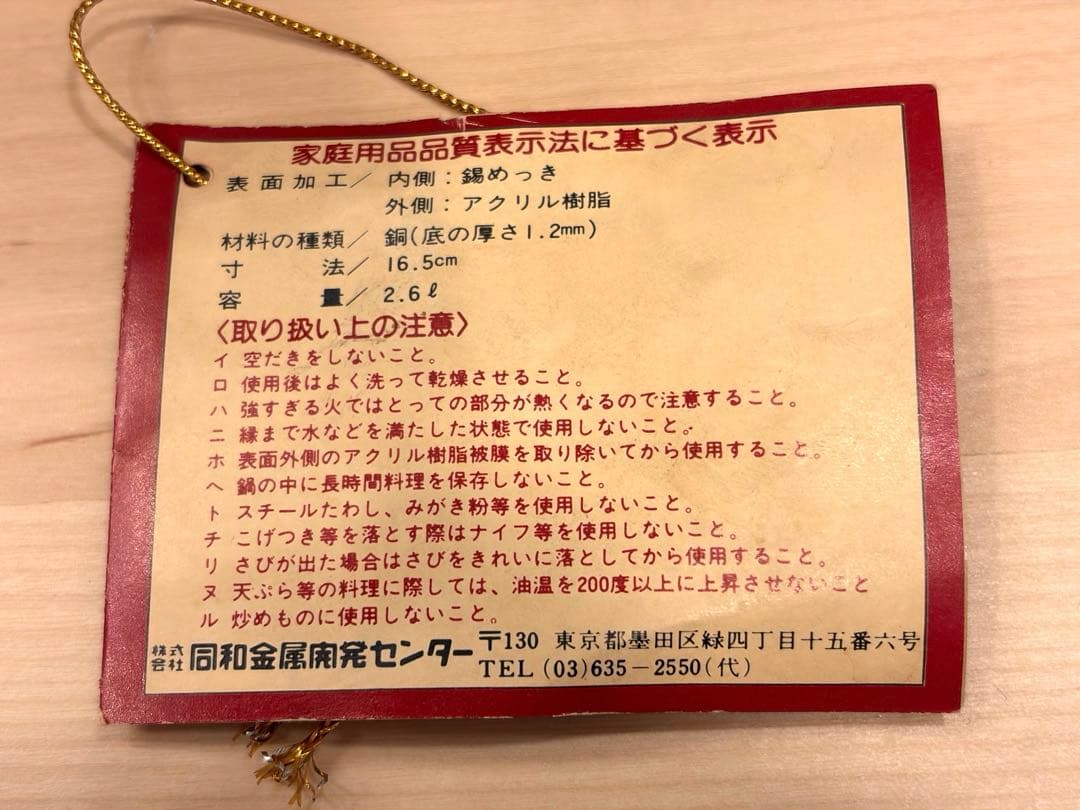 家庭用品品質表示法に基づく表示
表面加工/ 内側:錫めっき
外側:アクリル樹脂
材料の種類/ 銅(底の厚さ1.2mm)
寸法/ 16.5cm
容量/ 2.6ℓ
〈取り扱い上の注意〉
イ 空だきをしないこと。
ロ 使用後はよく洗って乾燥させること。
ハ 強すぎる火ではとっての部分が熱くなるので注意すること。
ニ 縁まで水などを満たした状態で使用しないこと。
ホ 表面外側のアクリル樹脂被膜を取り除いてから使用すること。
ヘ 鍋の中に長時間料理を保存しないこと。
ト スチールたわし、みがき粉等を使用しないこと。
チ こげつき等を落とす際はナイフ等を使用しないこと。
リ さびが出た場合はさびをきれいに落としてから使用すること。
ヌ 天ぷら等の料理に際しては、油温を200度以上に上昇させないこと
ル 炒めものに使用しないこと。
株式会社 同和金属開発センター 〒130 東京都墨田区緑四丁目十五番六号
TEL (03)635-2550(代)